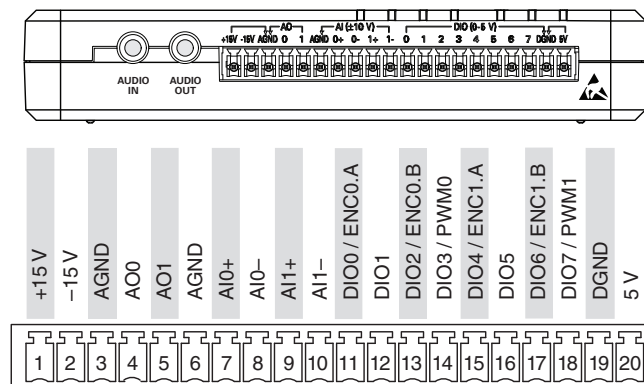 AO AI (±10 V) DIO (0-5 V)
+15V -15V AGND 0 1 AGND 0+ 0- 1+ 1- 0 1 2 3 4 5 6 7 DGND 5V
AUDIO IN
AUDIO OUT
+15 V
–15 V
AGND
AO0
AO1
AGND
AI0+
AI0–
AI1+
AI1–
DIO0 / ENC0.A
DIO1
DIO2 / ENC0.B
DIO3 / PWM0
DIO4 / ENC1.A
DIO5
DIO6 / ENC1.B
DIO7 / PWM1
DGND
5 V
1 2 3 4 5 6 7 8 9 10 11 12 13 14 15 16 17 18 19 20